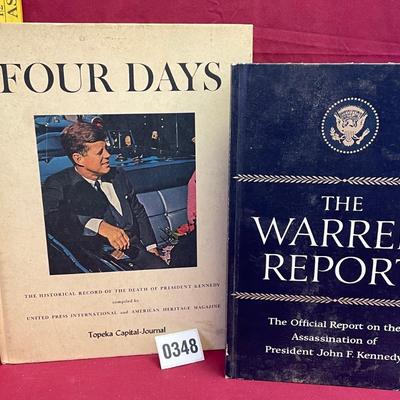 FOUR DAYS
THE HISTORICAL RECORD OF THE DEATH OF PRESIDENT KENNEDY
compiled by
UNITED PRESS INTERNATIONAL and AMERICAN HERITAGE MAGAZINE
Topeka Capital-Journal
0348
THE
WARREN
REPORT
The Official Report on the
Assassination of
President John F. Kennedy